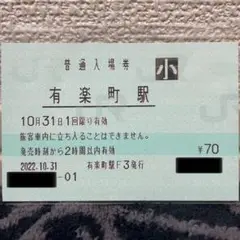 普通入場券 小
有楽町駅
10月31日1回限り有効
旅客車内に立ち入ることはできません。
発売時刻から2時間以内有効
¥70
2022.10.31 有楽町駅F3発行
-01